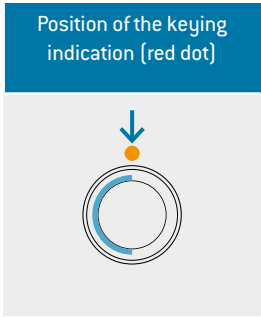 Position of the keying
indication (red dot)